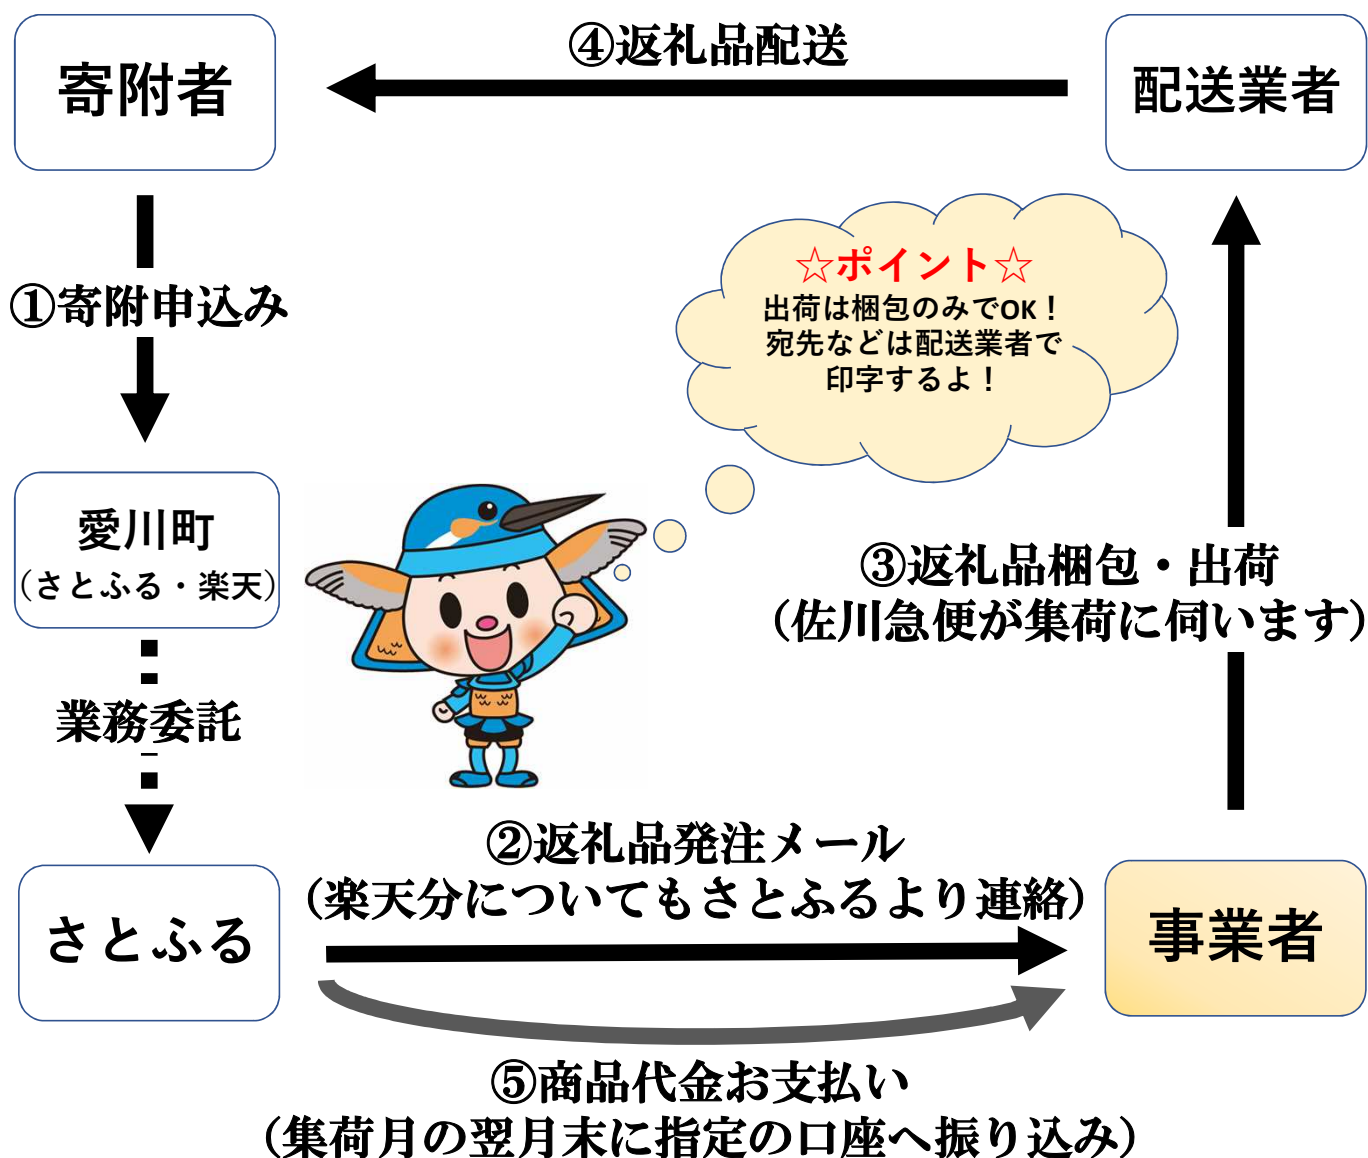 ④返礼品配送
寄附者
配送業者
☆ポイント☆
出荷は梱包のみでOK！
宛先などは配送業者で
印字するよ！
①寄附申込み
愛川町
（さとふる・楽天）
③返礼品梱包・出荷
（佐川急便が集荷に伺います）
業務委託
②返礼品発注メール
（楽天分についてもさとふるより連絡）
さとふる
事業者
⑤商品代金お支払い
（集荷月の翌月末に指定の口座へ振り込み）